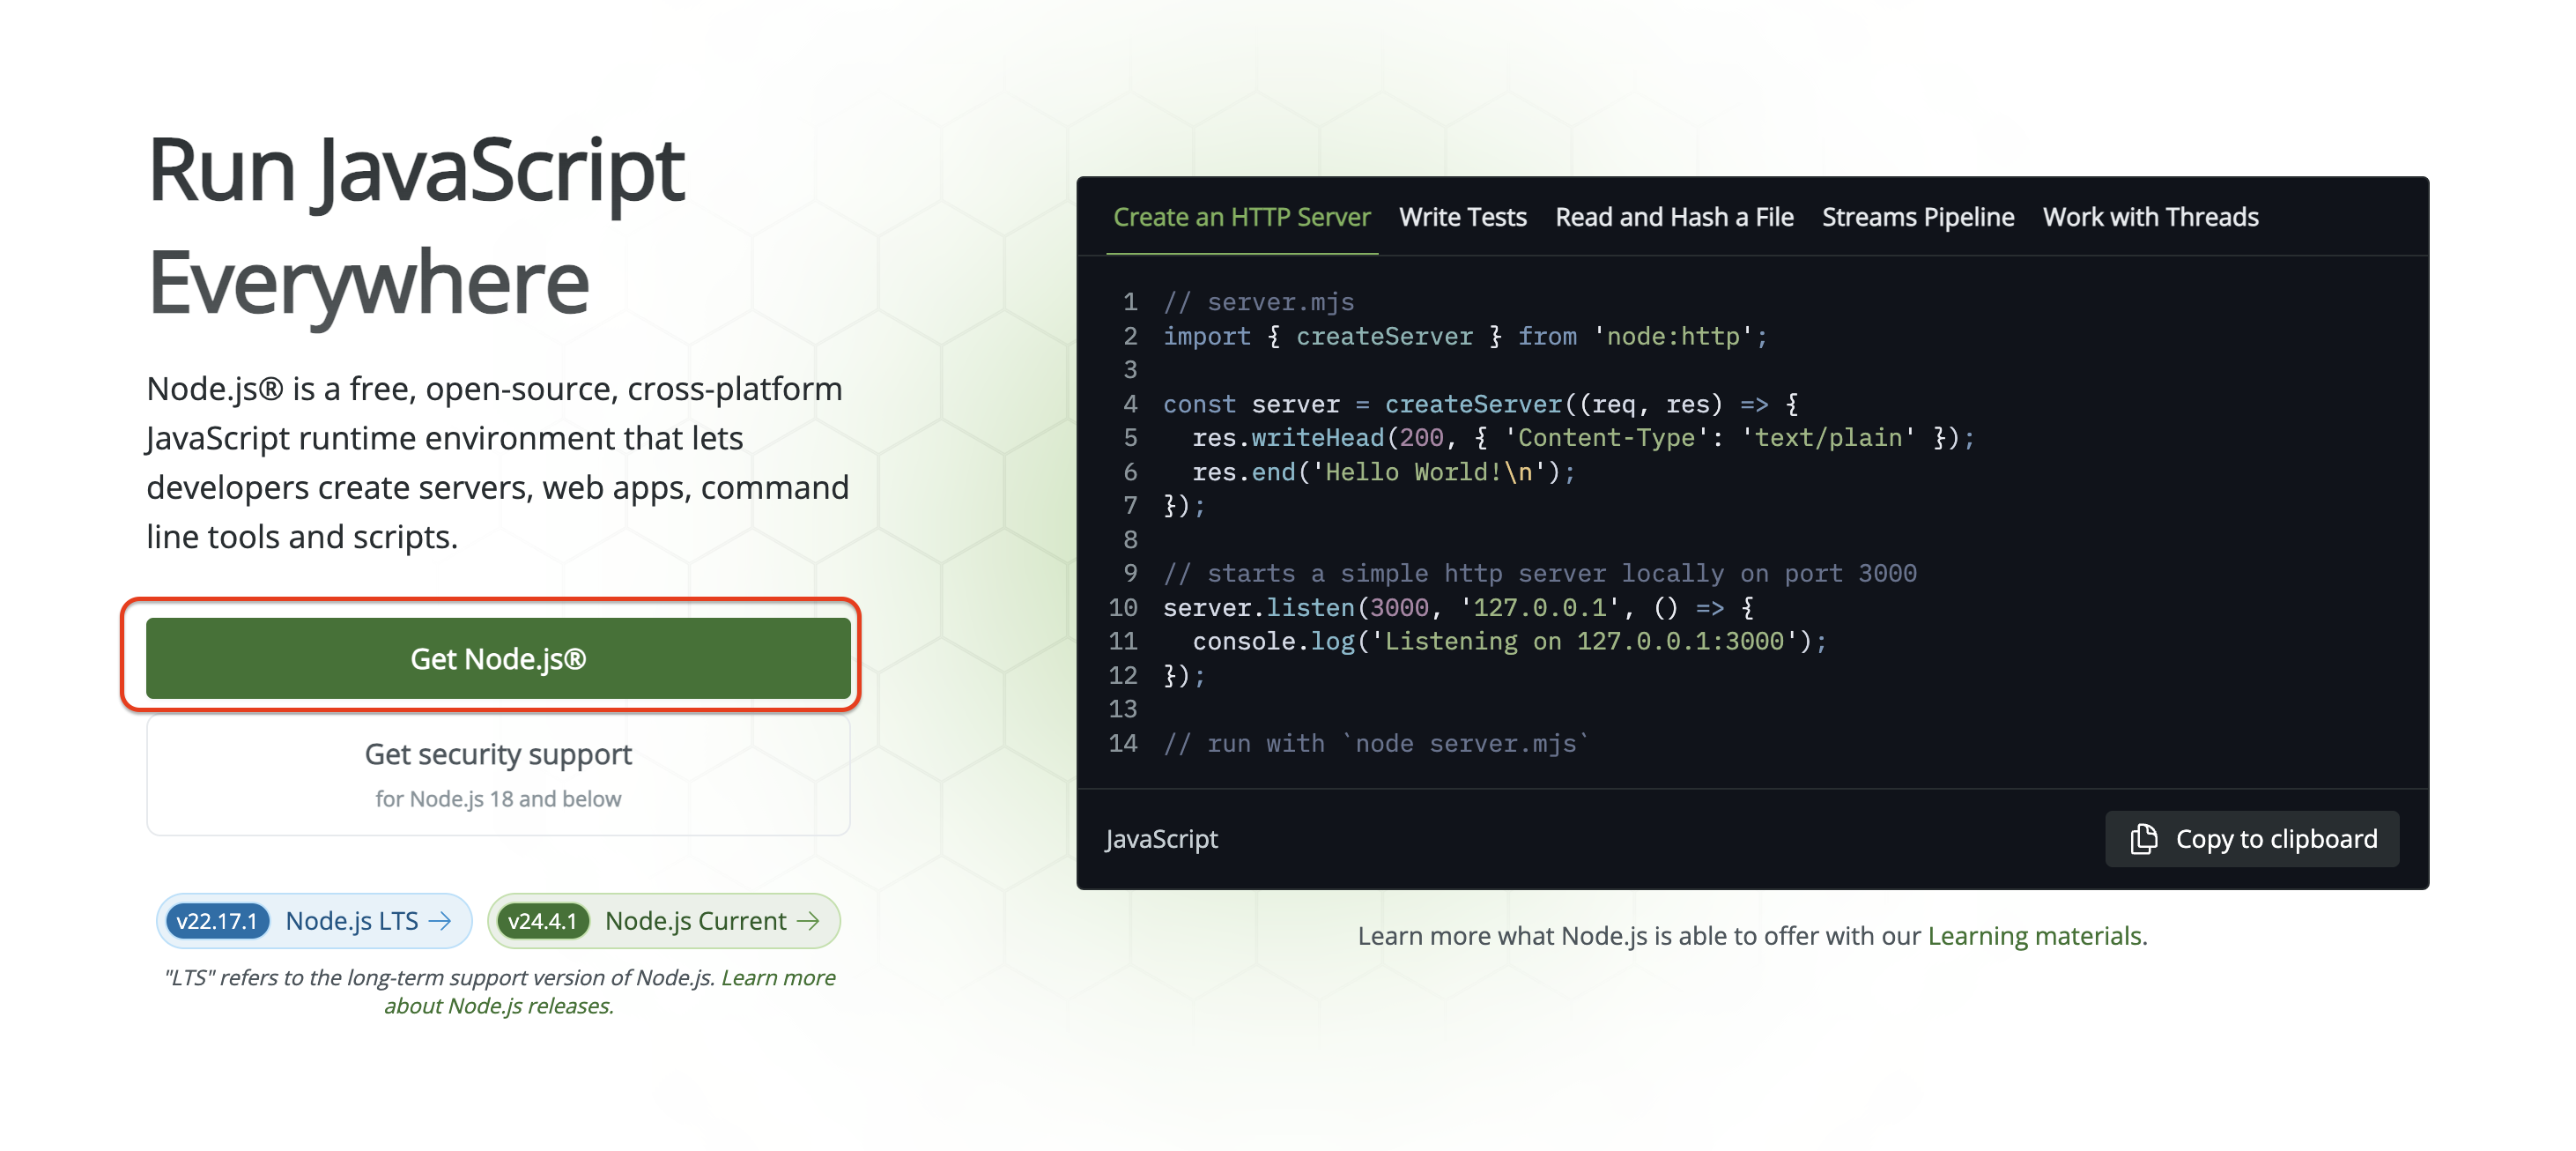 Run JavaScript
Everywhere
Node.js® is a free, open-source, cross-platform
JavaScript runtime environment that lets
developers create servers, web apps, command
line tools and scripts.
Get Node.js®
Get security support
for Node.js 18 and below
v22.17.1 Node.js LTS →
v24.4.1 Node.js Current →
"LTS" refers to the long-term support version of Node.js. Learn more
about Node.js releases.
Create an HTTP Server Write Tests Read and Hash a File Streams Pipeline Work with Threads
1 // server.mjs
2 import { createServer } from 'node:http';
3
4 const server = createServer((req, res) => {
5   res.writeHead(200, { 'Content-Type': 'text/plain' });
6   res.end('Hello World!\n');
7 });
8
9 // starts a simple http server locally on port 3000
10 server.listen(3000, '127.0.0.1', () => {
11   console.log('Listening on 127.0.0.1:3000');
12 });
13
14 // run with `node server.mjs`
JavaScript
Copy to clipboard
Learn more what Node.js is able to offer with our Learning materials.